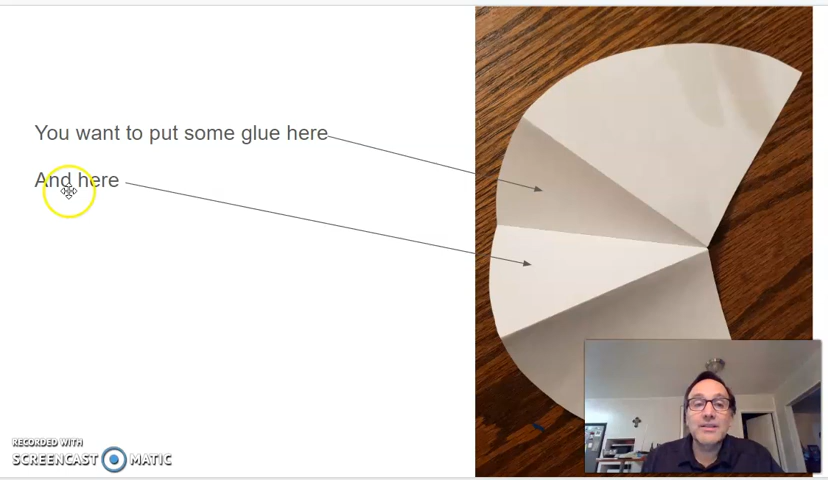 You want to put some glue here
And here
RECORDED WITH
SCREENCAST MATIC